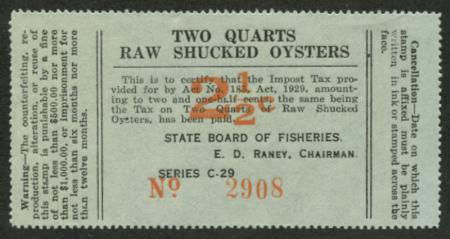 Warning—The counterfeiting, re-
production, alteration, or reuse of
this stamp is punishable by a fine
of not less than $500.00 nor more
than $1,000.00, or imprisonment for
not less than six months nor more
than twelve months.
TWO QUARTS
RAW SHUCKED OYSTERS
This is to certify that the Impost Tax pro-
vided for by Act No. 185, Act, 1929, amount-
ing to two and one-half cents, the same being
the Tax on Two Quarts of Raw Shucked
Oysters, has been paid.
2½c
STATE BOARD OF FISHERIES.
E. D. RANEY, CHAIRMAN.
SERIES C-29
No 2908
Cancellation—Date on which this
stamp is affixed must be plainly
written in ink or stamped across the
face.